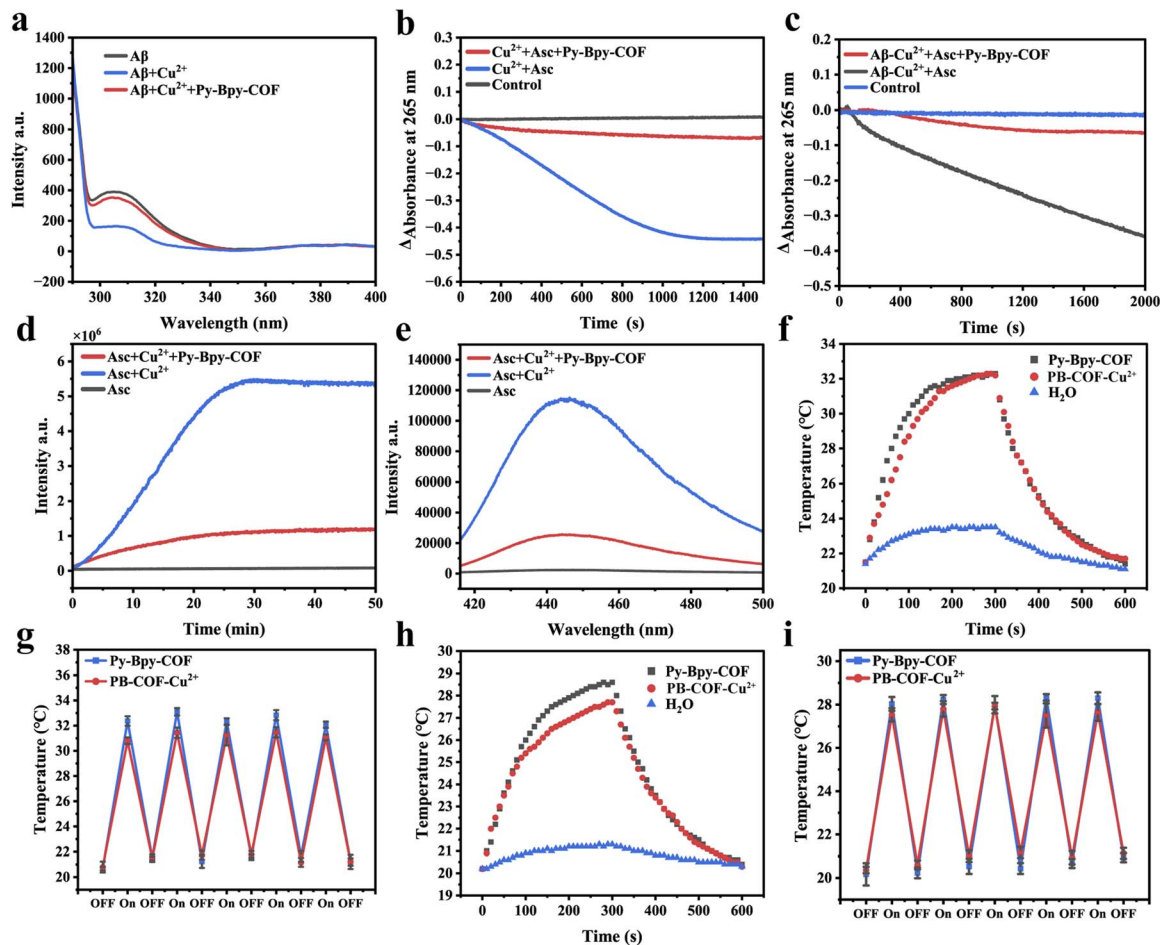 a
1400
1200
1000
800
600
400
200
0
−200
Intensity a.u.
Aβ
Aβ+Cu²⁺
Aβ+Cu²⁺+Py-Bpy-COF
300 320 340 360 380 400
Wavelength (nm)
b
0.3
0.2
0.1
0.0
−0.1
−0.2
−0.3
−0.4
−0.5
−0.6
ΔAbsorbance at 265 nm
Cu²⁺+Asc+Py-Bpy-COF
Cu²⁺+Asc
Control
0 200 400 600 800 1000 1200 1400
Time (s)
c
0.2
0.1
0.0
−0.1
−0.2
−0.3
−0.4
−0.5
ΔAbsorbance at 265 nm
Aβ-Cu²⁺+Asc+Py-Bpy-COF
Aβ-Cu²⁺+Asc
Control
0 400 800 1200 1600 2000
Time (s)
d
×10⁶
6
5
4
3
2
1
0
Intensity a.u.
Asc+Cu²⁺+Py-Bpy-COF
Asc+Cu²⁺
Asc
0 10 20 30 40 50
Time (min)
e
140000
120000
100000
80000
60000
40000
20000
0
Intensity a.u.
Asc+Cu²⁺+Py-Bpy-COF
Asc+Cu²⁺
Asc
420 440 460 480 500
Wavelength (nm)
f
34
32
30
28
26
24
22
20
Temperature (℃)
Py-Bpy-COF
PB-COF-Cu²⁺
H₂O
0 100 200 300 400 500 600
Time (s)
g
38
36
34
32
30
28
26
24
22
20
Temperature (℃)
Py-Bpy-COF
PB-COF-Cu²⁺
OFF On OFF On OFF On OFF On OFF On OFF
h
30
29
28
27
26
25
24
23
22
21
20
19
Temperature (℃)
Py-Bpy-COF
PB-COF-Cu²⁺
H₂O
0 100 200 300 400 500 600
Time (s)
i
30
28
26
24
22
20
Temperature (℃)
Py-Bpy-COF
PB-COF-Cu²⁺
OFF On OFF On OFF On OFF On OFF On OFF